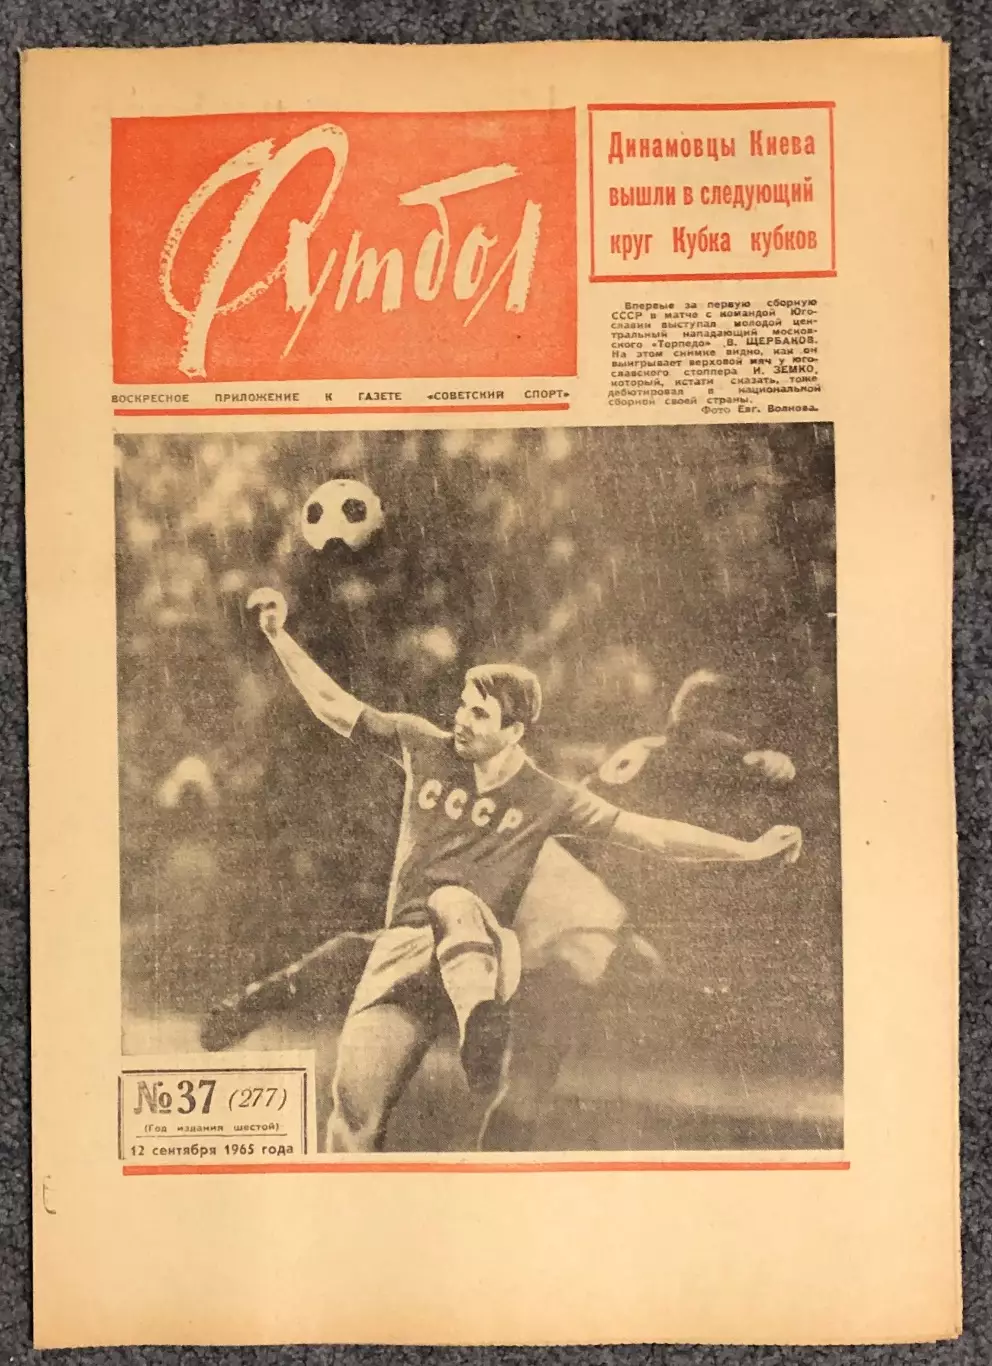 Футбол
ВОСКРЕСНОЕ ПРИЛОЖЕНИЕ К ГАЗЕТЕ «СОВЕТСКИЙ СПОРТ»
Динамовцы Киева
вышли в следующий
круг Кубка кубков
Впервые за первую сборную
СССР в матче с командой Юго-
славии выступал молодой цен-
тральный нападающий москов-
ского «Торпедо» В. ЩЕРБАКОВ.
На этом снимке видно, как он
выигрывает верховой мяч у юго-
славского стоппера И. ЗЕМКО,
который, кстати сказать, тоже
дебютировал в национальной
сборной своей страны.
Фото Евг. Волкова.
СССР
№ 37 (277)
(Год издания шестой)
12 сентября 1965 года